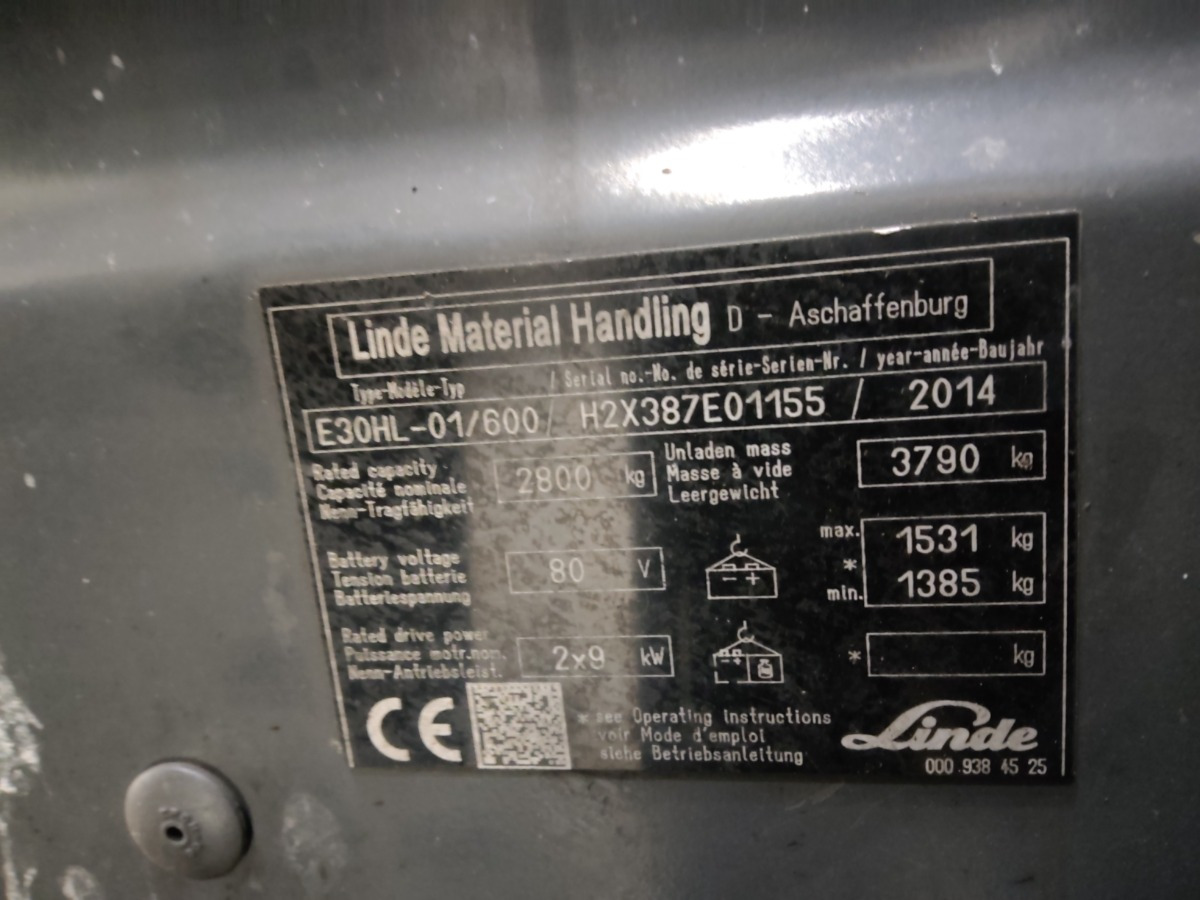 Linde Material Handling D - Aschaffenburg
Type-Modèle-Typ / Serial no.-No. de série-Serien-Nr. / year-année-Baujahr
E30HL-01/600 / H2X387E01155 / 2014
Rated capacity
Capacité nominale
Nenn-Tragfähigkeit
2800 kg
Unladen mass
Masse à vide
Leergewicht
3790 kg
Battery voltage
Tension batterie
Batteriespannung
80 V
- +
max. 1531 kg
*
min. 1385 kg
Rated drive power
Puissance motr.nom.
Nenn-Antriebsleist.
2x9 kW
- +
* kg
CE
* see Operating Instructions
voir Mode d'emploi
siehe Betriebsanleitung
Linde
000 938 45 25